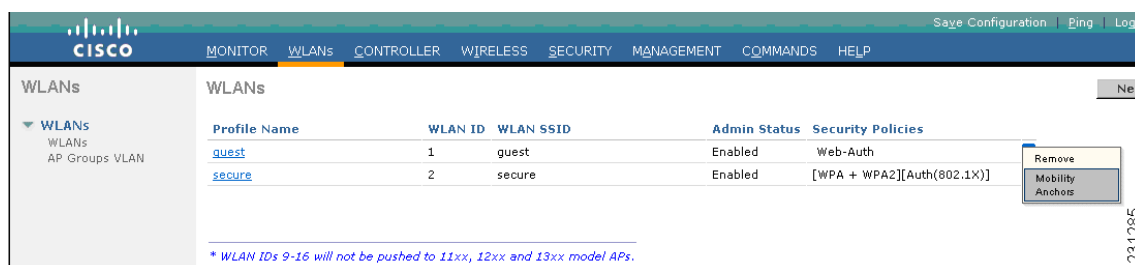 Save Configuration | Ping | Log
CISCO
MONITOR WLANs CONTROLLER WIRELESS SECURITY MANAGEMENT COMMANDS HELP
WLANs
WLANs
WLANs
AP Groups VLAN
WLANs
Ne
Profile Name WLAN ID WLAN SSID Admin Status Security Policies
guest 1 guest Enabled Web-Auth
secure 2 secure Enabled [WPA + WPA2][Auth(802.1X)]
Remove
Mobility
Anchors
* WLAN IDs 9-16 will not be pushed to 11xx, 12xx and 13xx model APs.
231285